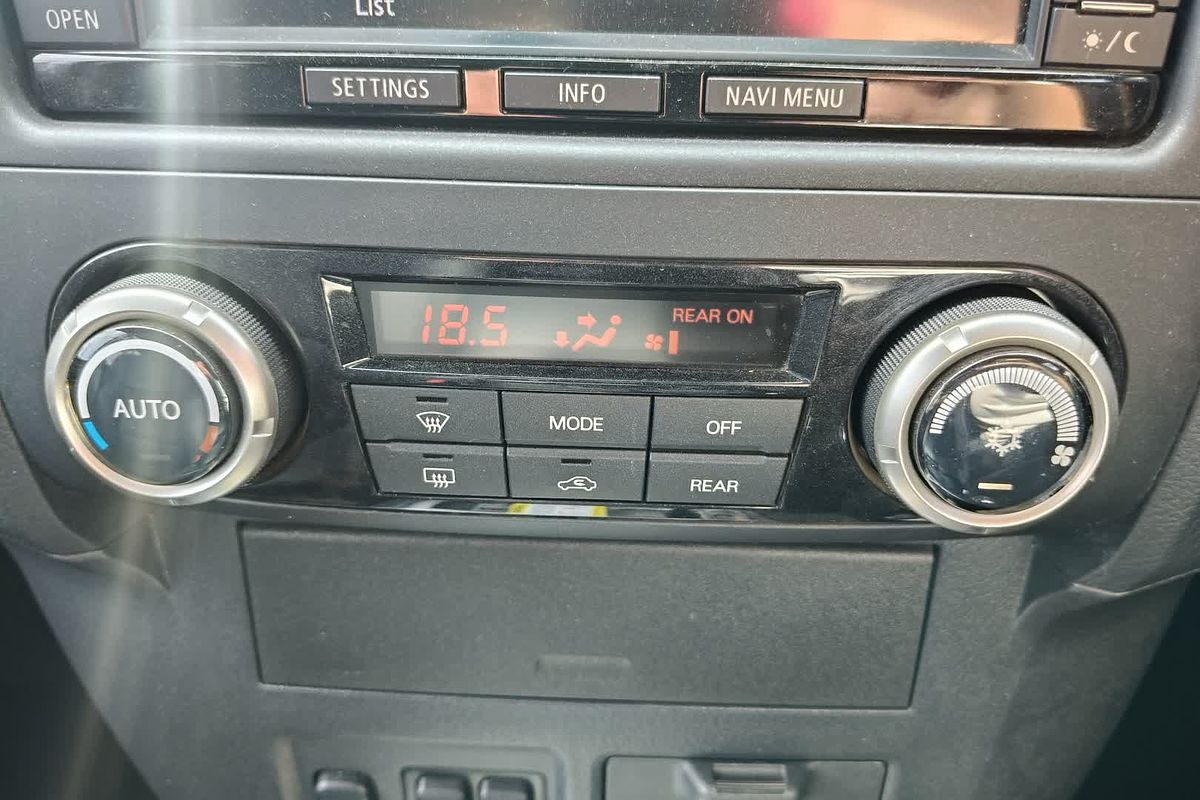 List
OPEN
SETTINGS INFO NAVI MENU
18.5 REAR ON
AUTO
MODE OFF
REAR